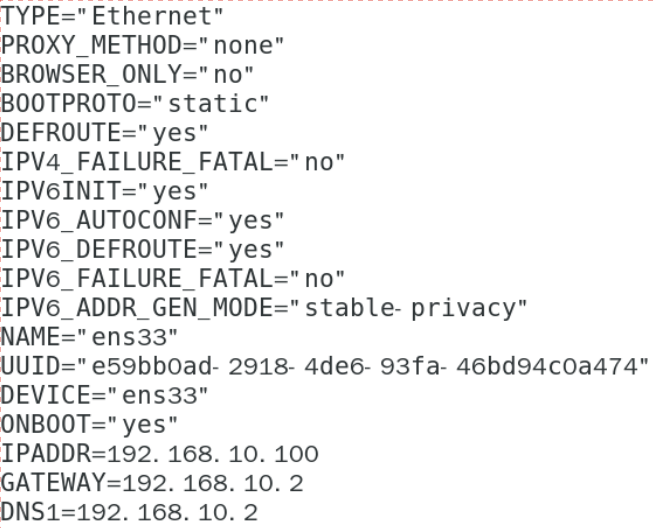 TYPE="Ethernet"
PROXY_METHOD="none"
BROWSER_ONLY="no"
BOOTPROTO="static"
DEFROUTE="yes"
IPV4_FAILURE_FATAL="no"
IPV6INIT="yes"
IPV6_AUTOCONF="yes"
IPV6_DEFROUTE="yes"
IPV6_FAILURE_FATAL="no"
IPV6_ADDR_GEN_MODE="stable- privacy"
NAME="ens33"
UUID="e59bb0ad- 2918- 4de6- 93fa- 46bd94c0a474"
DEVICE="ens33"
ONBOOT="yes"
IPADDR=192. 168. 10. 100
GATEWAY=192. 168. 10. 2
DNS1=192. 168. 10. 2